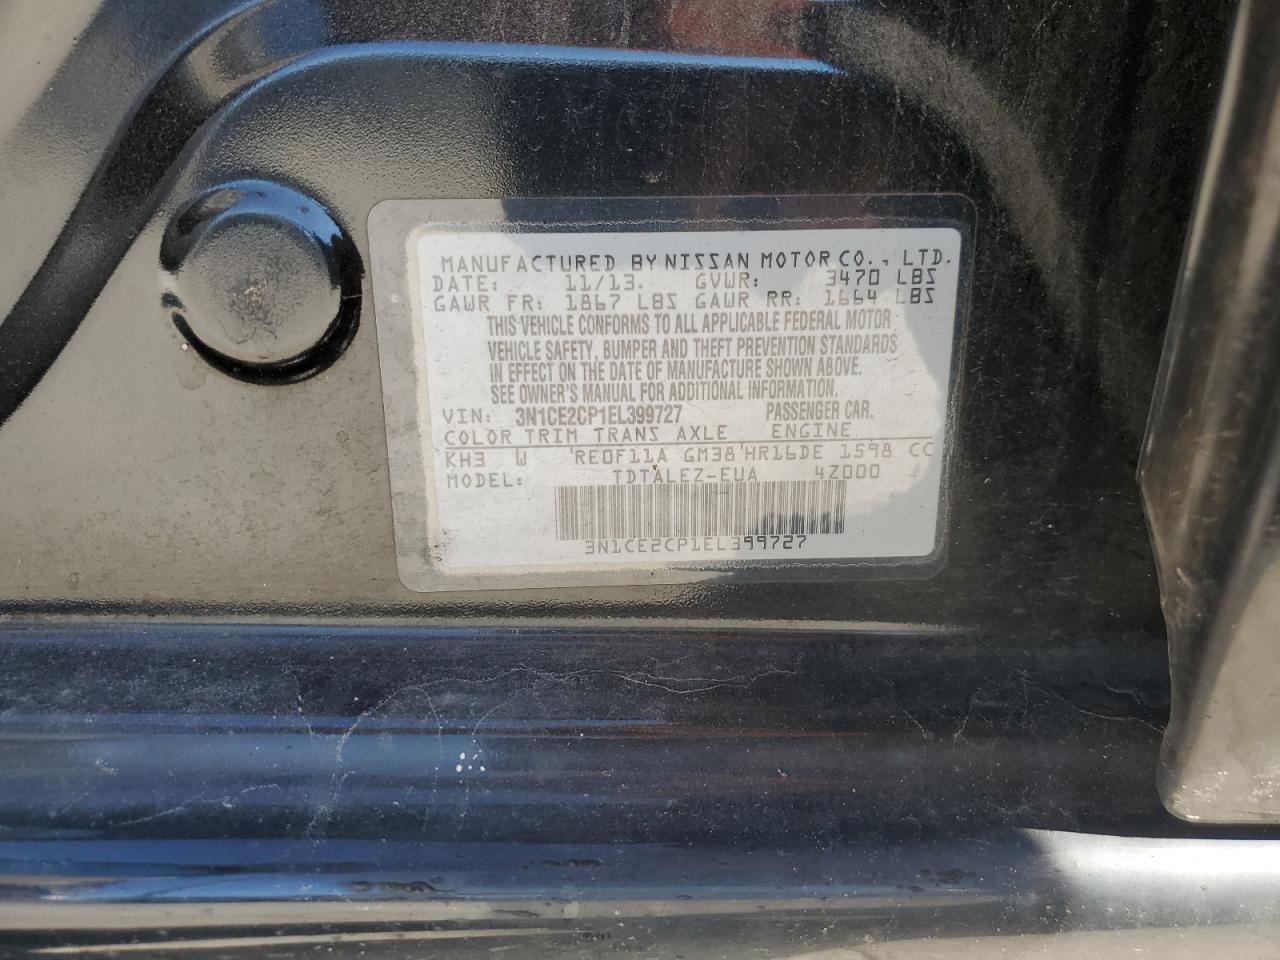 MANUFACTURED BY NISSAN MOTOR CO., LTD.
DATE: 11/13. GVWR: 3470 LBS
GAWR FR: 1867 LBS GAWR RR: 1664 LBS
THIS VEHICLE CONFORMS TO ALL APPLICABLE FEDERAL MOTOR
VEHICLE SAFETY, BUMPER AND THEFT PREVENTION STANDARDS
IN EFFECT ON THE DATE OF MANUFACTURE SHOWN ABOVE.
SEE OWNER'S MANUAL FOR ADDITIONAL INFORMATION.
VIN: 3N1CE2CP1EL399727 PASSENGER CAR.
COLOR TRIM TRANS AXLE ENGINE
KH3 W 'RE0F11A GM38'HR16DE 1598 CC
MODEL: TDTALEZ-EUA 4Z000
3N1CE2CP1EL399727